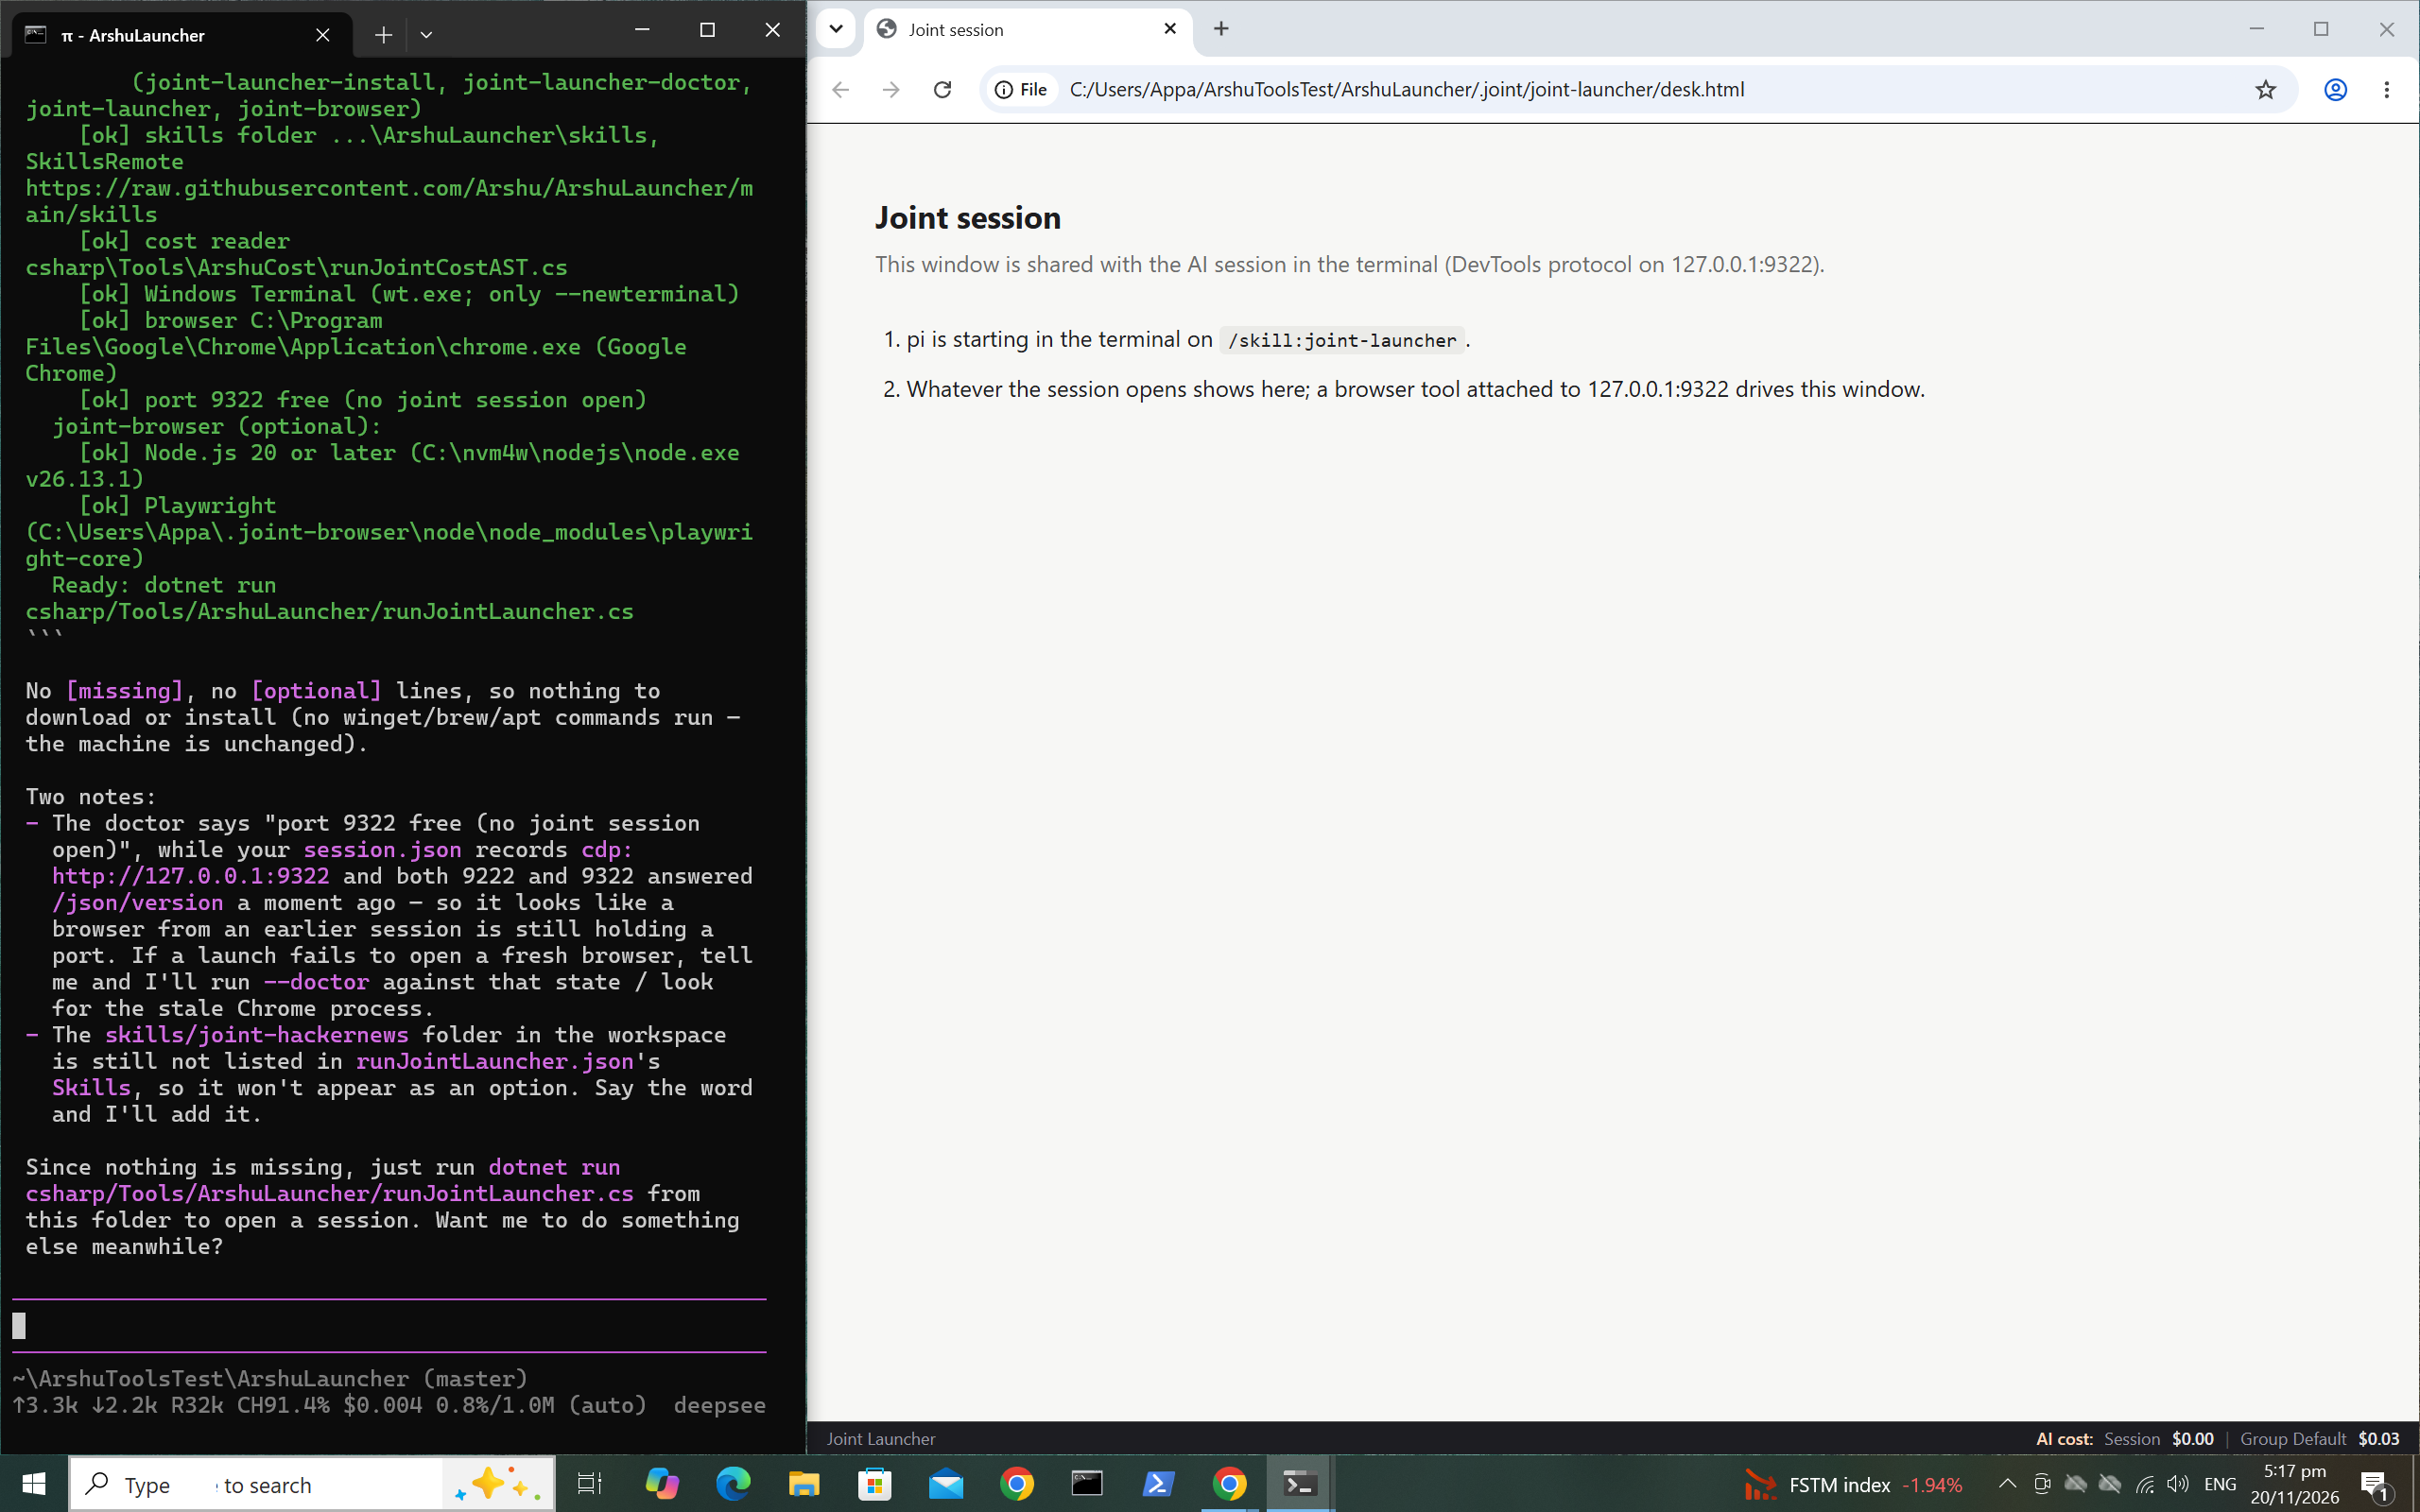 π - ArshuLauncher
(joint-launcher-install, joint-launcher-doctor,
joint-launcher, joint-browser)
[ok] skills folder ...\ArshuLauncher\skills,
SkillsRemote
https://raw.githubusercontent.com/Arshu/ArshuLauncher/m
ain/skills
[ok] cost reader
csharp\Tools\ArshuCost\runJointCostAST.cs
[ok] Windows Terminal (wt.exe; only --newterminal)
[ok] browser C:\Program
Files\Google\Chrome\Application\chrome.exe (Google
Chrome)
[ok] port 9322 free (no joint session open)
joint-browser (optional):
[ok] Node.js 20 or later (C:\nvm4w\nodejs\node.exe
v26.13.1)
[ok] Playwright
(C:\Users\Appa\.joint-browser\node\node_modules\playwri
ght-core)
Ready: dotnet run
csharp/Tools/ArshuLauncher/runJointLauncher.cs
```
No [missing], no [optional] lines, so nothing to
download or install (no winget/brew/apt commands run —
the machine is unchanged).
Two notes:
- The doctor says "port 9322 free (no joint session
open)", while your session.json records cdp:
http://127.0.0.1:9322 and both 9222 and 9322 answered
/json/version a moment ago — so it looks like a
browser from an earlier session is still holding a
port. If a launch fails to open a fresh browser, tell
me and I'll run --doctor against that state / look
for the stale Chrome process.
- The skills/joint-hackernews folder in the workspace
is still not listed in runJointLauncher.json's
Skills, so it won't appear as an option. Say the word
and I'll add it.
Since nothing is missing, just run dotnet run
csharp/Tools/ArshuLauncher/runJointLauncher.cs from
this folder to open a session. Want me to do something
else meanwhile?
~\ArshuToolsTest\ArshuLauncher (master)
↑3.3k ↓2.2k R32k CH91.4% $0.004 0.8%/1.0M (auto) deepsee
Joint session
File C:/Users/Appa/ArshuToolsTest/ArshuLauncher/.joint/joint-launcher/desk.html
Joint session
This window is shared with the AI session in the terminal (DevTools protocol on 127.0.0.1:9322).
1. pi is starting in the terminal on /skill:joint-launcher .
2. Whatever the session opens shows here; a browser tool attached to 127.0.0.1:9322 drives this window.
Joint Launcher
AI cost: Session $0.00 | Group Default $0.03
Type to search
FSTM index -1.94%
ENG
5:17 pm
20/11/2026
1